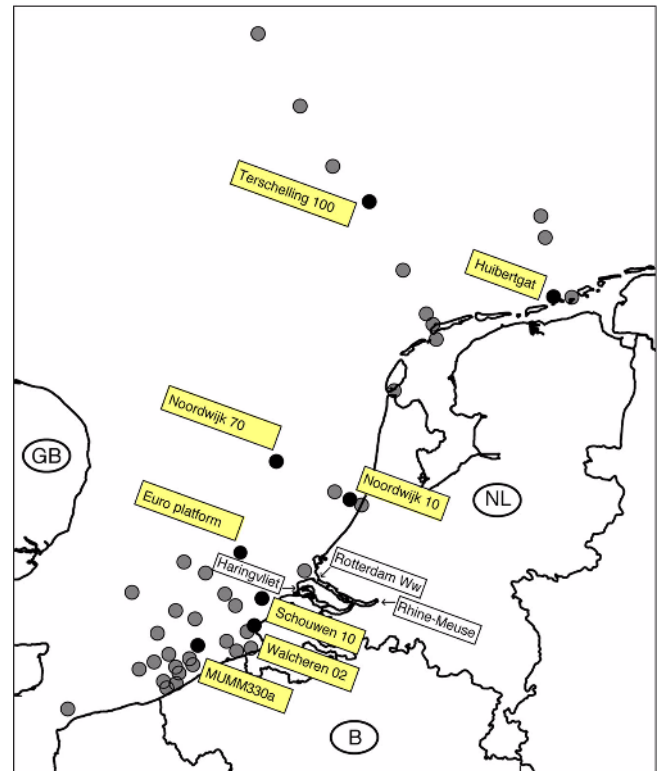 Terschelling 100
Huibertgat
Noordwijk 70
GB
Noordwijk 10
NL
Euro platform
Haringvliet
Rotterdam Ww
Rhine-Meuse
Schouwen 10
Walcheren 02
MUMM330a
B